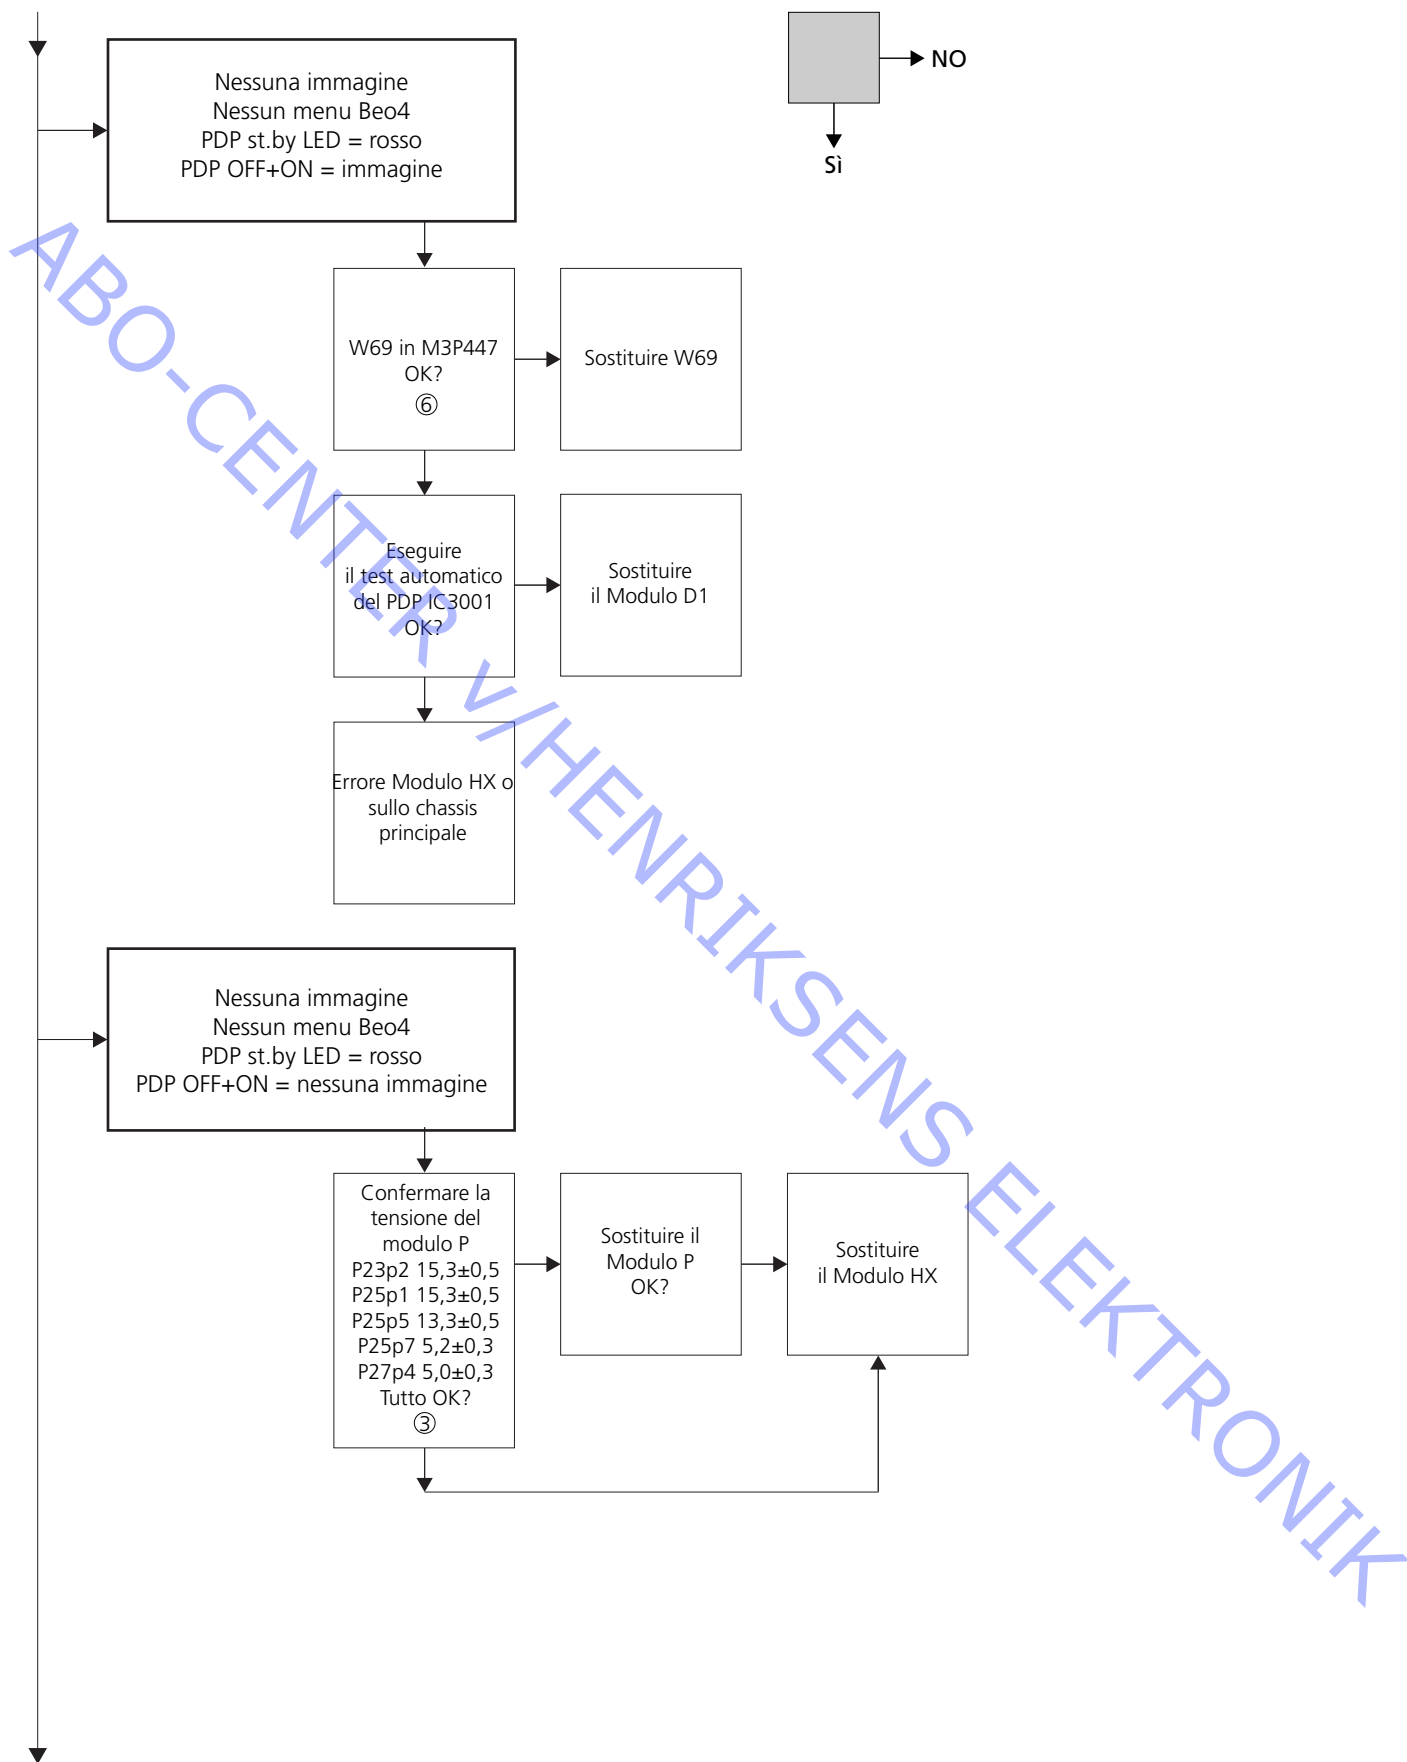 NO
Sì
Nessuna immagine
Nessun menu Beo4
PDP st.by LED = rosso
PDP OFF+ON = immagine
W69 in M3P447
OK?
⑥
Sostituire W69
Eseguire
il test automatico
del PDP IC3001
OK?
Sostituire
il Modulo D1
Errore Modulo HX o
sullo chassis
principale
Nessuna immagine
Nessun menu Beo4
PDP st.by LED = rosso
PDP OFF+ON = nessuna immagine
Confermare la
tensione del
modulo P
P23p2 15,3±0,5
P25p1 15,3±0,5
P25p5 13,3±0,5
P25p7 5,2±0,3
P27p4 5,0±0,3
Tutto OK?
③
Sostituire il
Modulo P
OK?
Sostituire
il Modulo HX
ABO-CENTER v/HENRIKSENS ELEKTRONIK